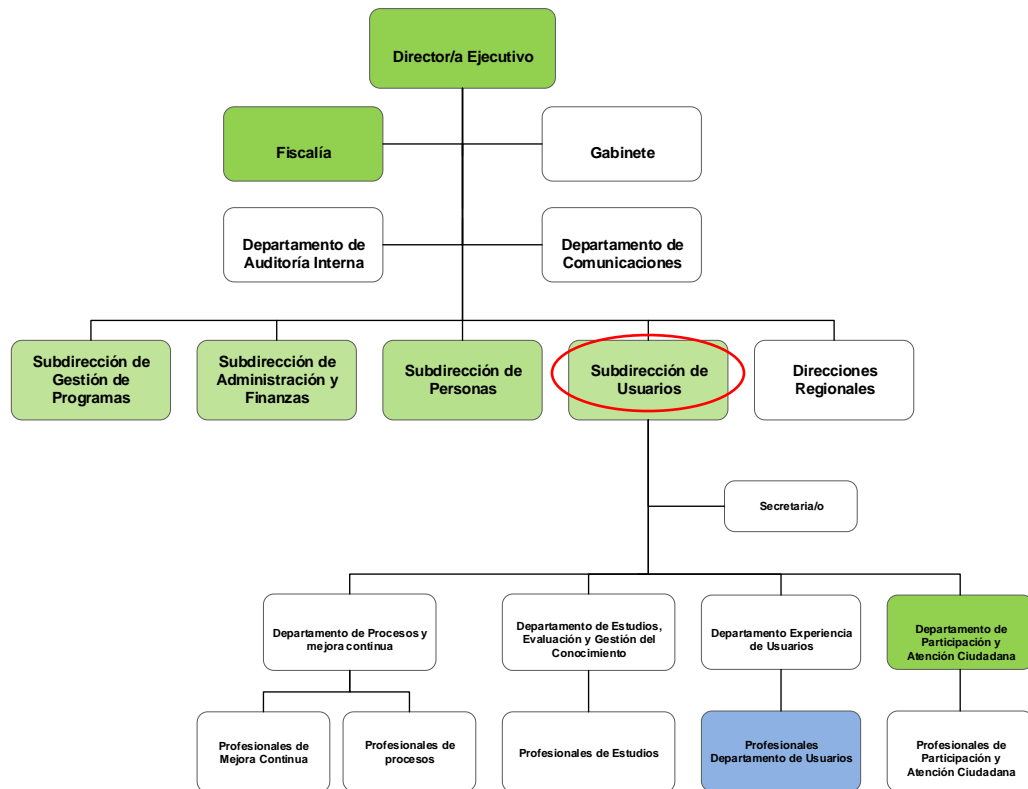 Director/a Ejecutivo
Fiscalía
Gabinete
Departamento de
Auditoría Interna
Departamento de
Comunicaciones
Subdirección de
Gestión de
Programas
Subdirección de
Administración y
Finanzas
Subdirección de
Personas
Subdirección de
Usuarios
Direcciones
Regionales
Secretaria/o
Departamento de Procesos y
mejora continua
Departamento de Estudios,
Evaluación y Gestión del
Conocimiento
Departamento Experiencia
de Usuarios
Departamento de
Participación y
Atención Ciudadana
Profesionales de
Mejora Continua
Profesionales de
procesos
Profesionales de Estudios
Profesionales
Departamento de Usuarios
Profesionales de
Participación y
Atención Ciudadana